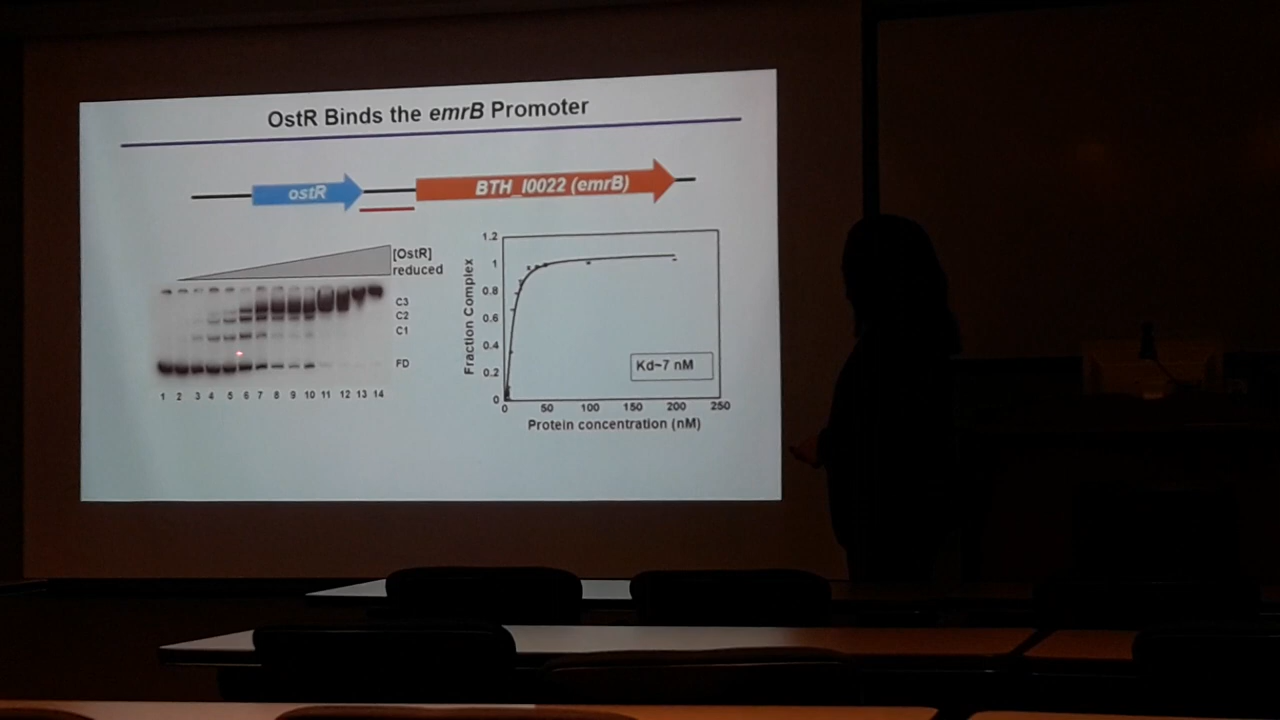 OstR Binds the emrB Promoter
ostR
BTH_I0022 (emrB)
[OstR]
reduced
C3
C2
C1
FD
1 2 3 4 5 6 7 8 9 10 11 12 13 14
Fraction Complex
1.2
1
0.8
0.6
0.4
0.2
0
Kd~7 nM
0 50 100 150 200 250
Protein concentration (nM)